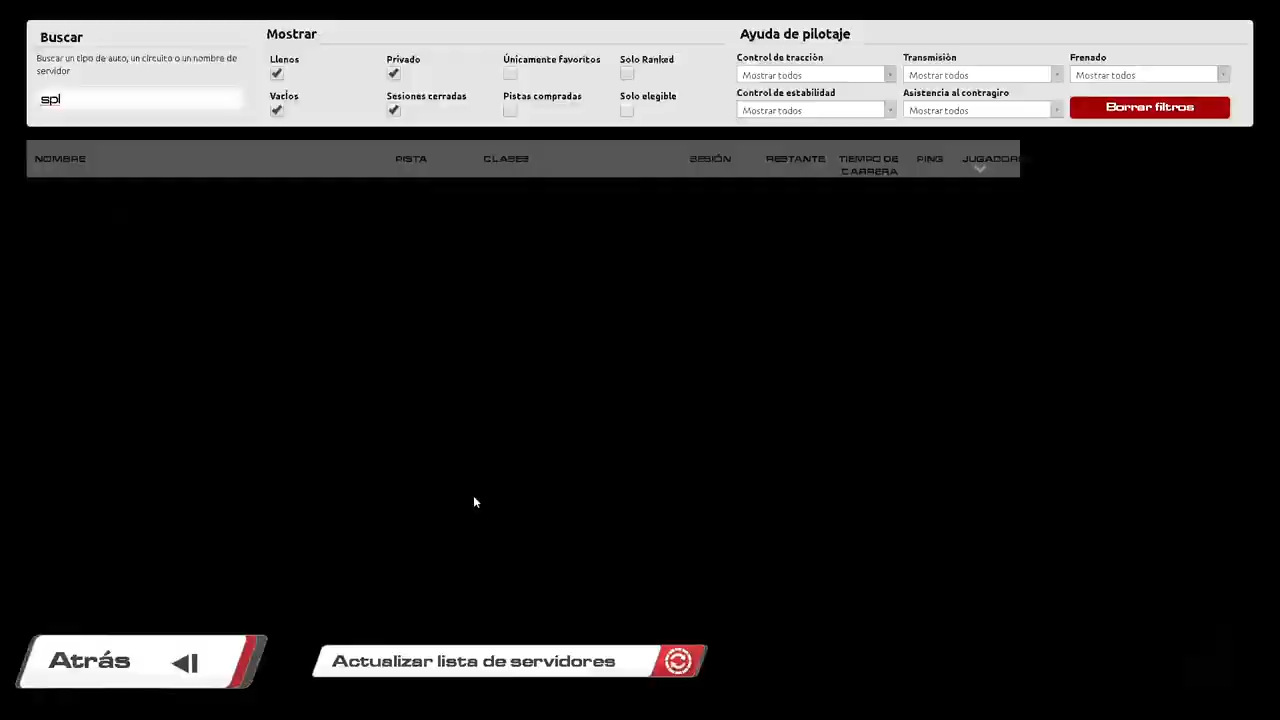 Buscar
Buscar un tipo de auto, un circuito o un nombre de
servidor
spl
Mostrar
Llenos
Privado
Únicamente favoritos
Solo Ranked
Vacíos
Sesiones cerradas
Pistas compradas
Solo elegible
Ayuda de pilotaje
Control de tracción
Transmisión
Frenado
Mostrar todos
Mostrar todos
Mostrar todos
Control de estabilidad
Asistencia al contragiro
Mostrar todos
Mostrar todos
Borrar filtros
NOMBRE
PISTA
CLASES
SESIÓN
RESTANTE
TIEMPO DE
CARRERA
PING
Atrás
Actualizar lista de servidores